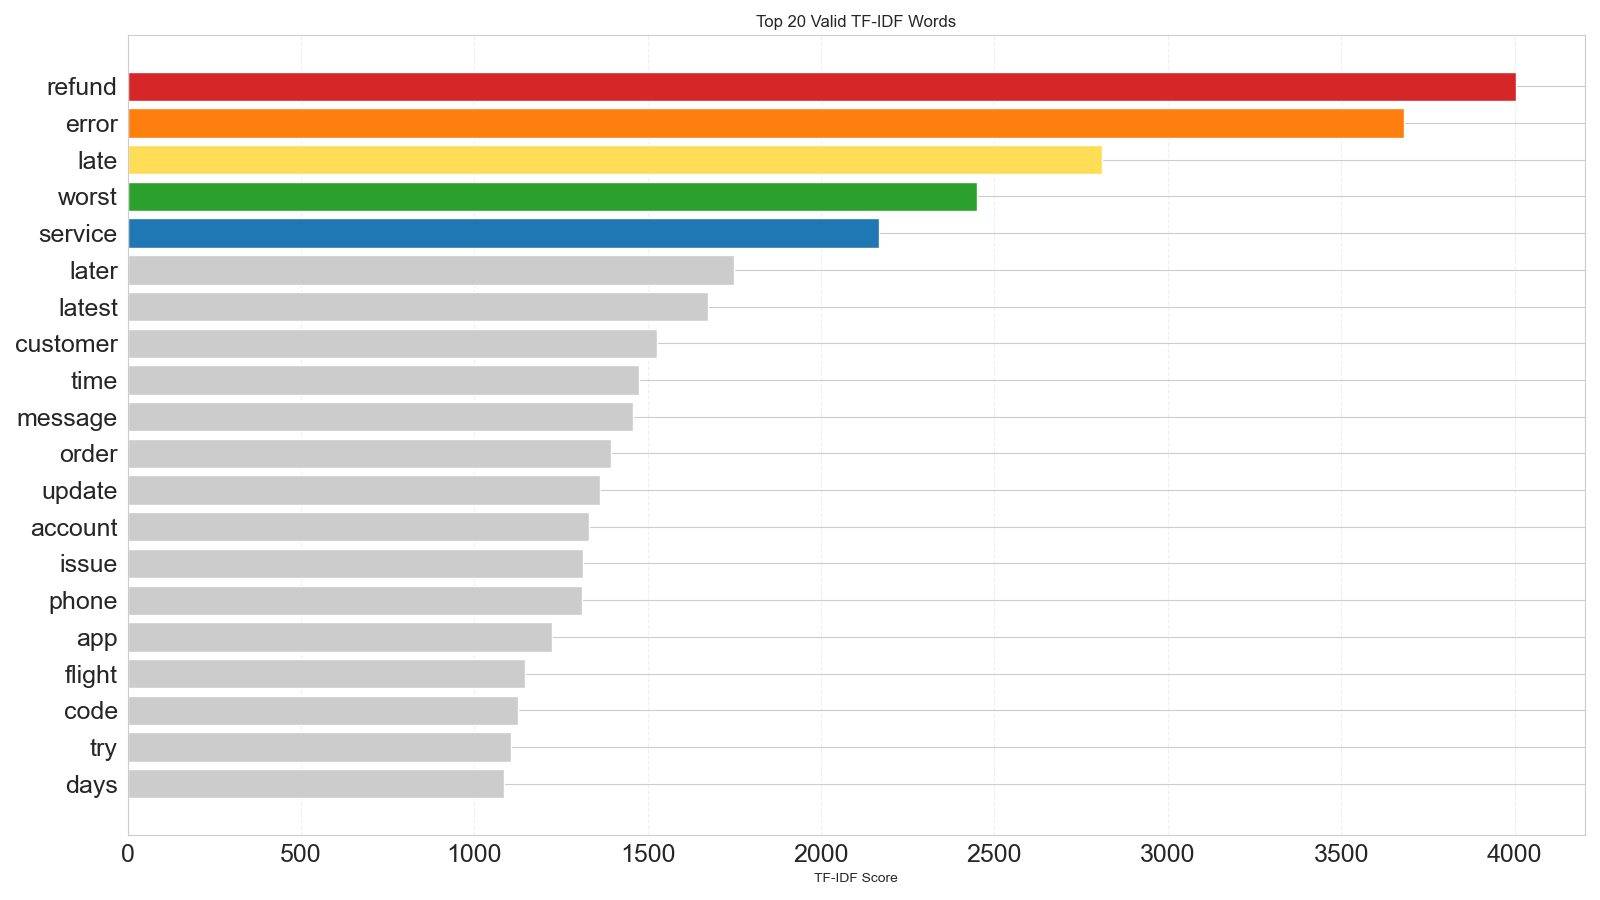 Top 20 Valid TF-IDF Words
refund
error
late
worst
service
later
latest
customer
time
message
order
update
account
issue
phone
app
flight
code
try
days
0 500 1000 1500 2000 2500 3000 3500 4000
TF-IDF Score